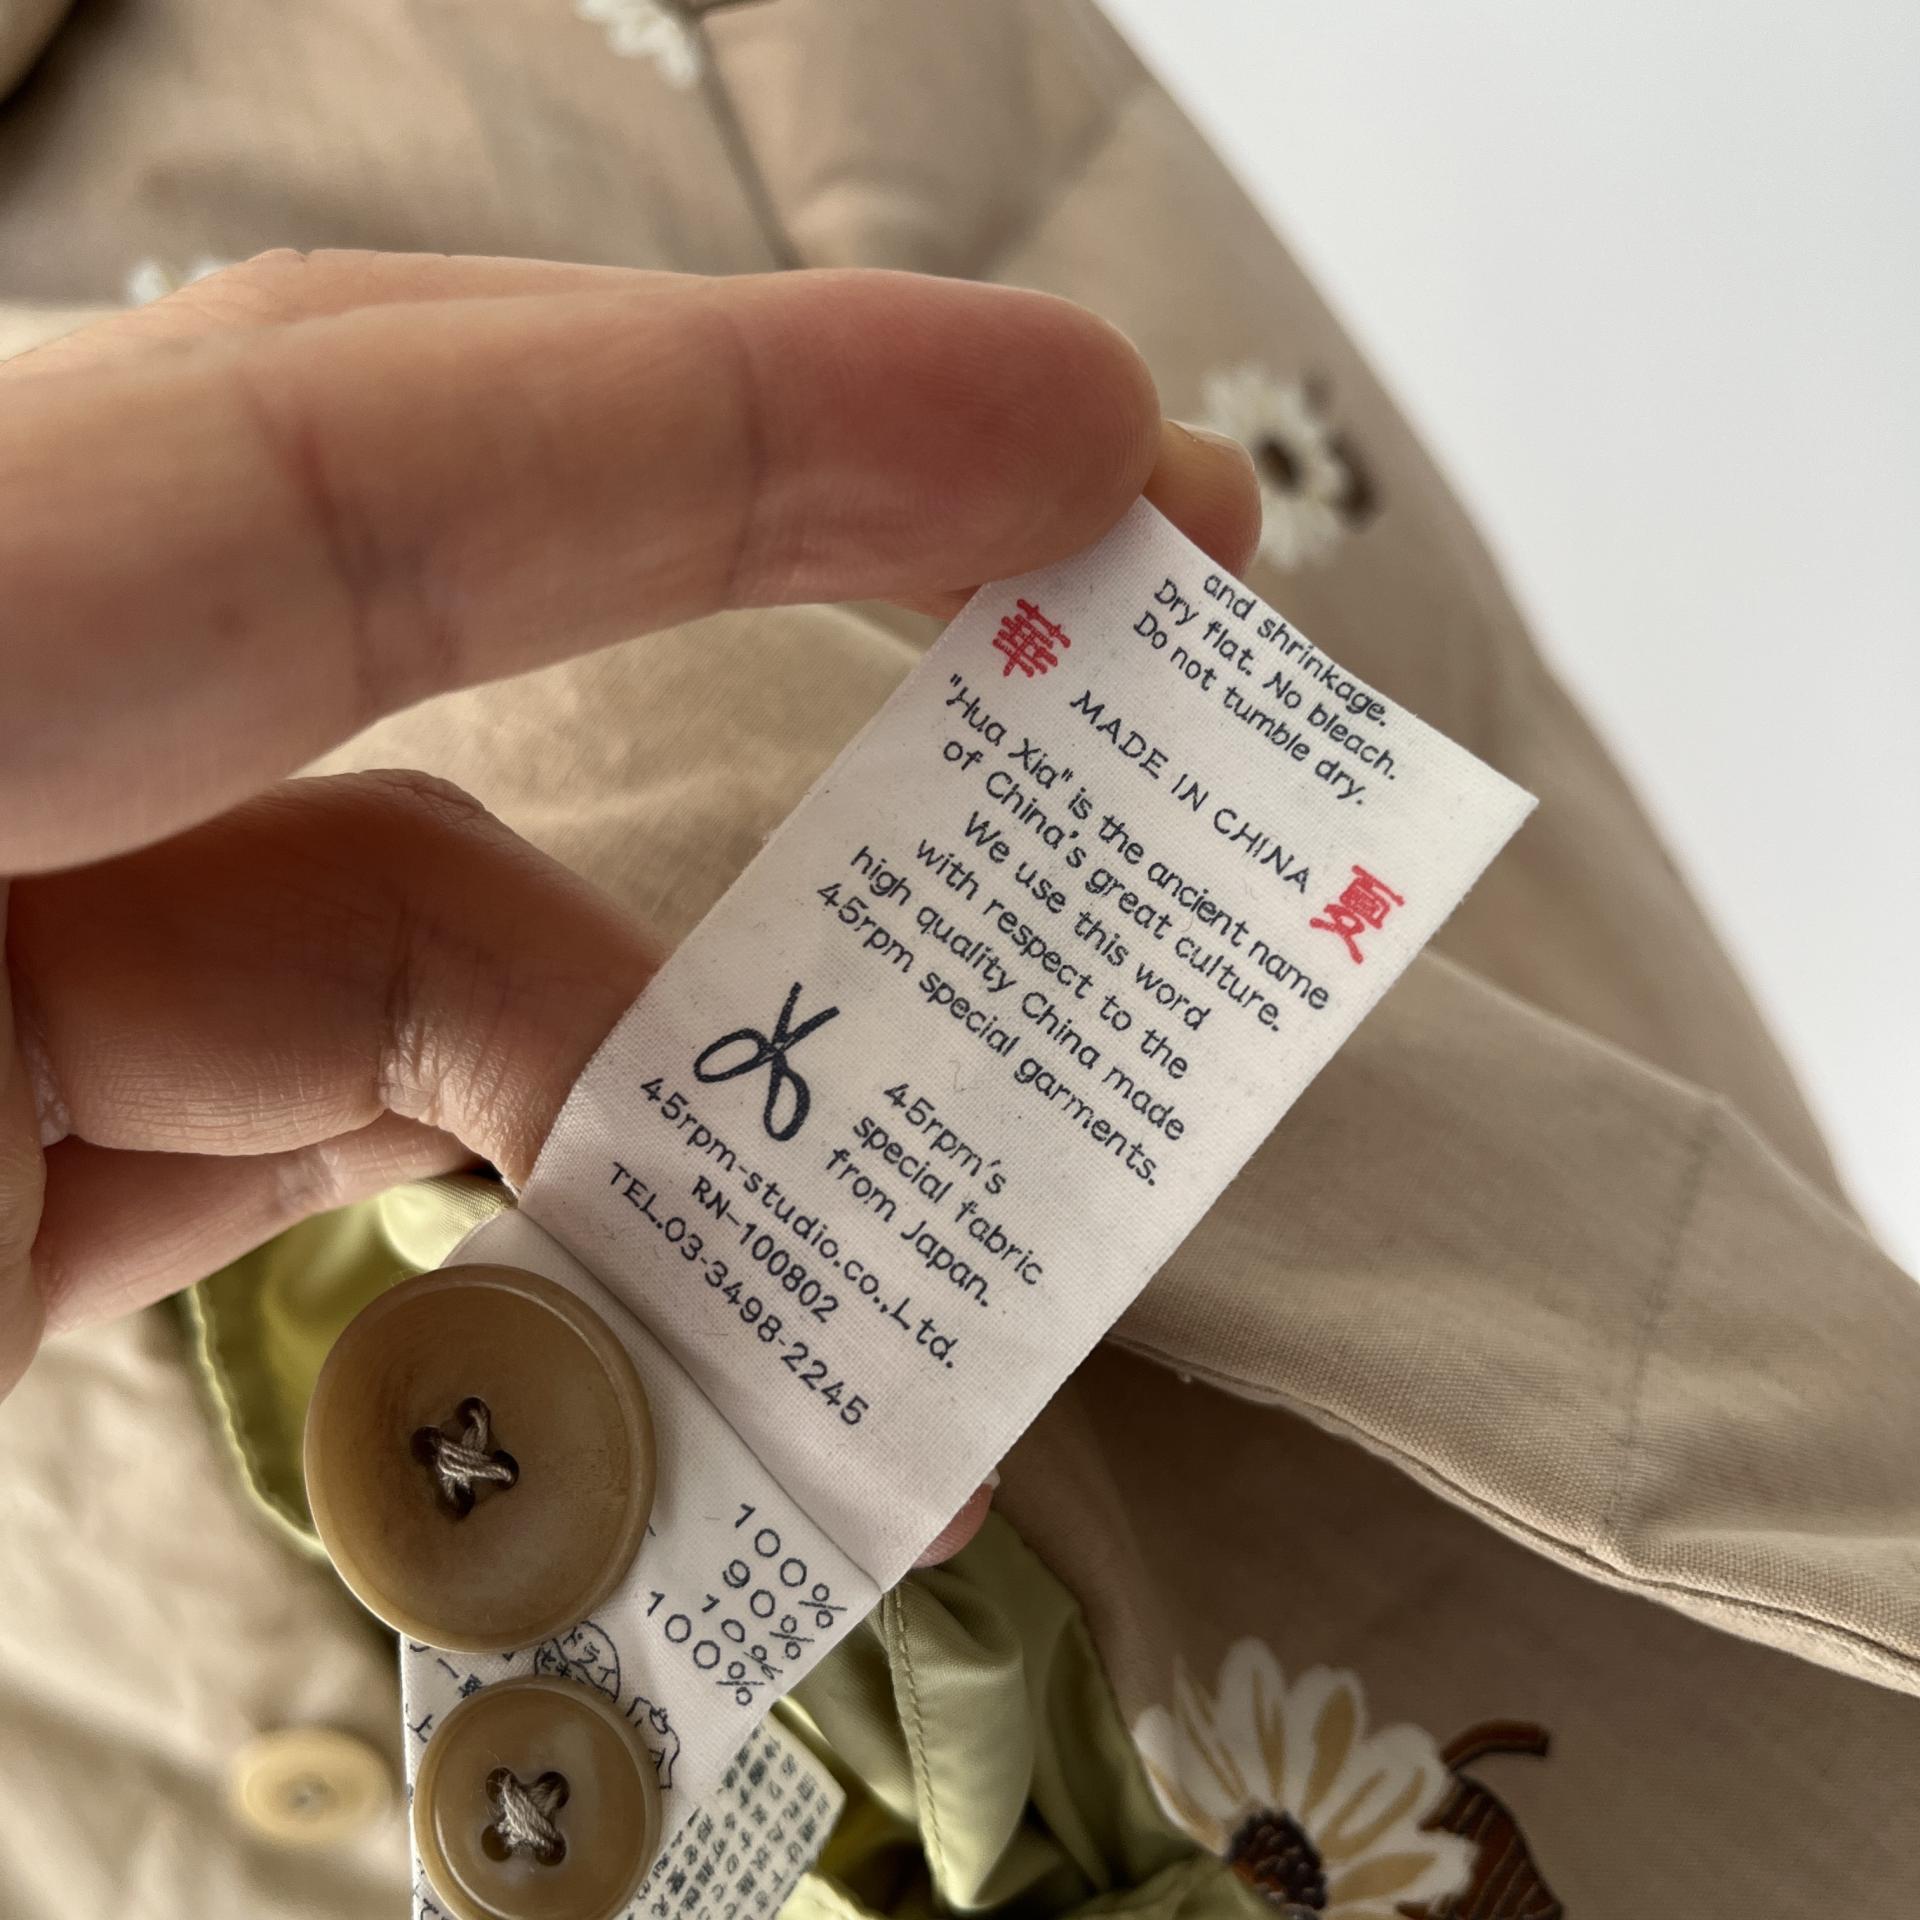 and shrinkage.
Dry flat. No bleach.
Do not tumble dry.
華 MADE IN CHINA 夏
"Hua Xia" is the ancient name
of China's great culture.
We use this word
with respect to the
high quality China made
45rpm special garments.
45rpm's
special fabric
from Japan.
45rpm-studio.co.,Ltd.
RN-100802
TEL.03-3498-2245
100%
90%
10%
100%
ドライ